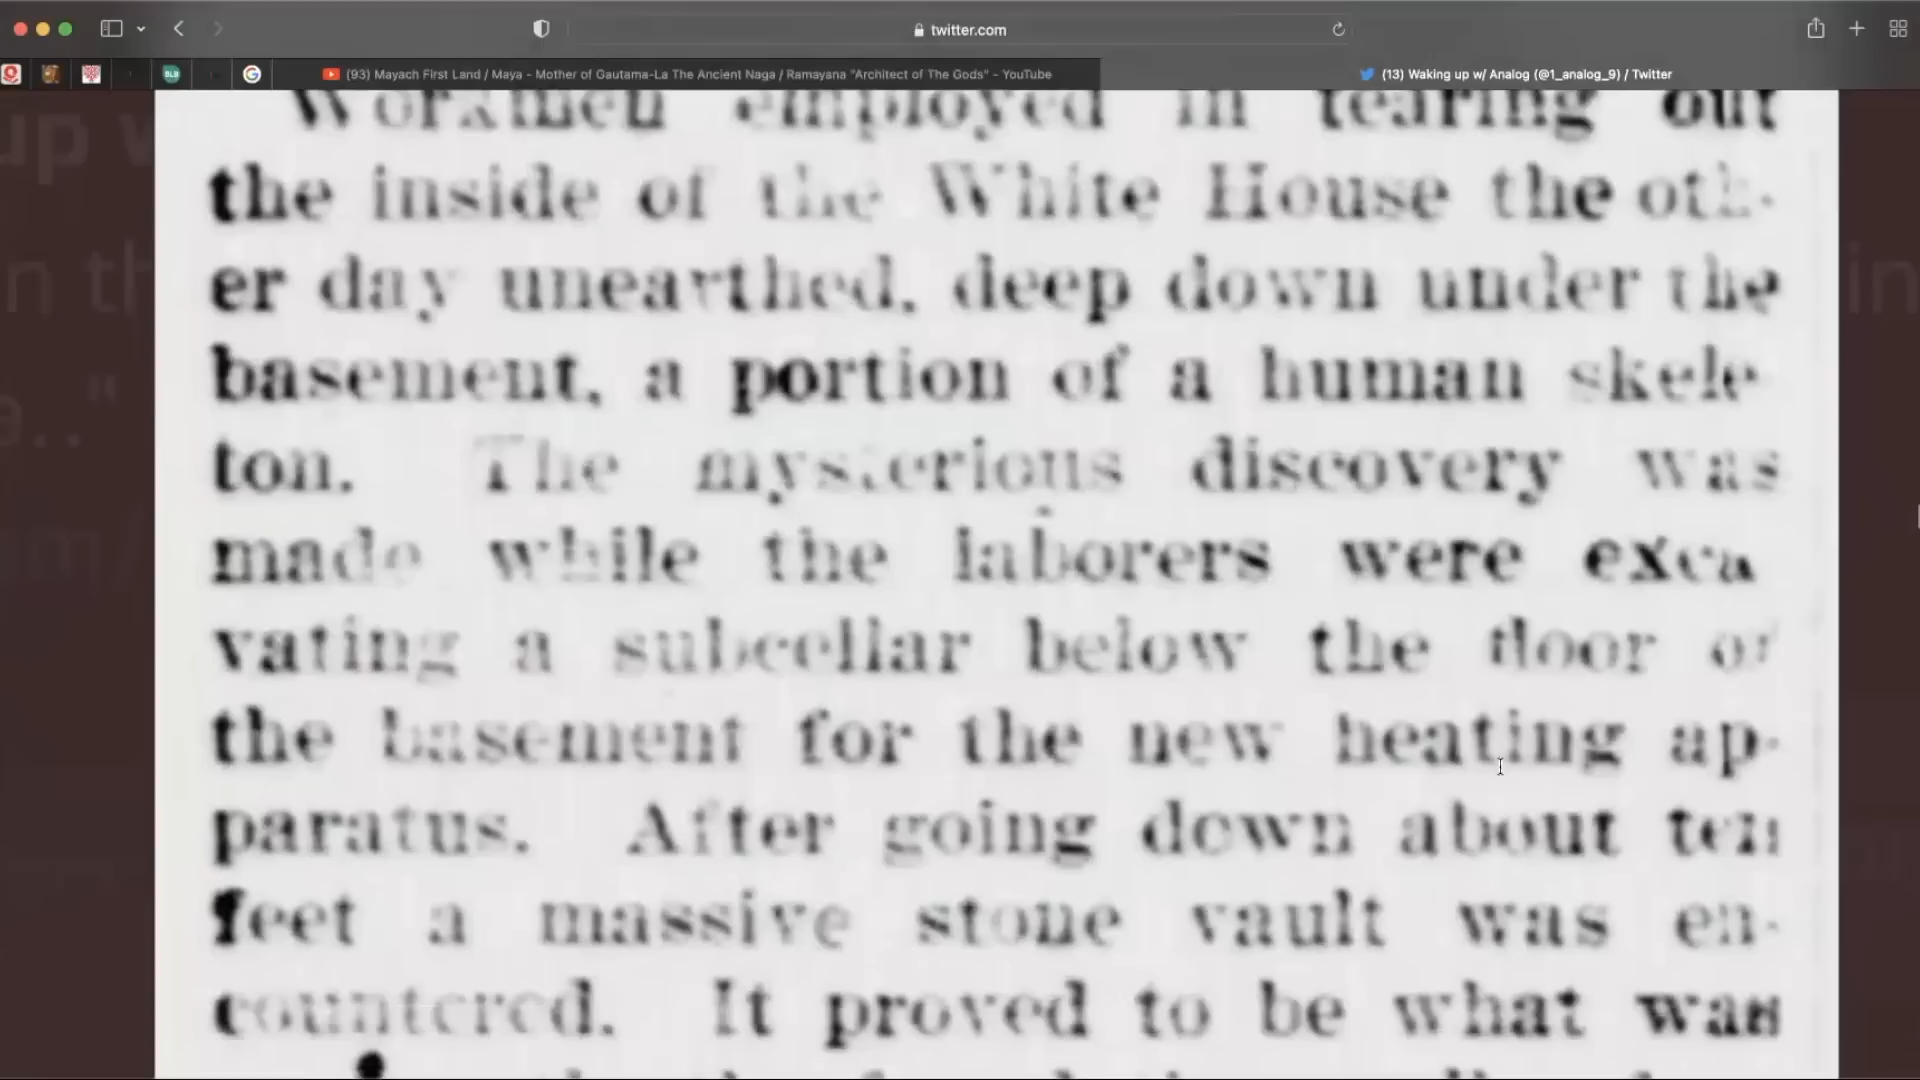 twitter.com
(93) Mayach First Land / Maya - Mother of Gautama-La The Ancient Naga / Ramayana "Architect of The Gods" - YouTube
(13) Waking up w/ Analog (@1_analog_9) / Twitter
BLB
G
Workmen employed in tearing out
the inside of the White House the oth-
er day unearthed, deep down under the
basement, a portion of a human skele
ton. The mysterious discovery was
made while the laborers were exca
vating a subcellar below the floor of
the basement for the new heating ap-
paratus. After going down about ten
feet a massive stone vault was en-
countered. It proved to be what was